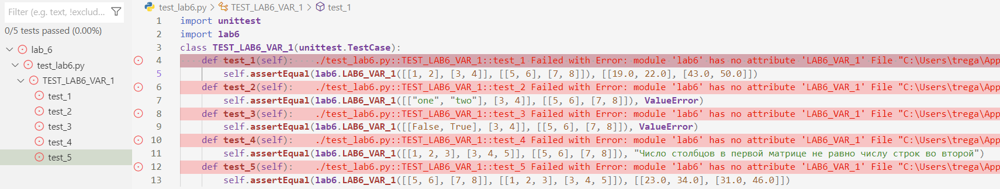 Filter (e.g. text, !exclud...
0/5 tests passed (0.00%)
lab_6
test_lab6.py
TEST_LAB6_VAR_1
test_1
test_2
test_3
test_4
test_5
test_lab6.py > TEST_LAB6_VAR_1 > test_1
1 import unittest
2 import lab6
3 class TEST_LAB6_VAR_1(unittest.TestCase):
4 def test_1(self): ./test_lab6.py::TEST_LAB6_VAR_1::test_1 Failed with Error: module 'lab6' has no attribute 'LAB6_VAR_1' File "C:\Users\trega\App
5 self.assertEqual(lab6.LAB6_VAR_1([[1, 2], [3, 4]], [[5, 6], [7, 8]]), [[19.0, 22.0], [43.0, 50.0]])
6 def test_2(self): ./test_lab6.py::TEST_LAB6_VAR_1::test_2 Failed with Error: module 'lab6' has no attribute 'LAB6_VAR_1' File "C:\Users\trega\App
7 self.assertEqual(lab6.LAB6_VAR_1([["one", "two"], [3, 4]], [[5, 6], [7, 8]]), ValueError)
8 def test_3(self): ./test_lab6.py::TEST_LAB6_VAR_1::test_3 Failed with Error: module 'lab6' has no attribute 'LAB6_VAR_1' File "C:\Users\trega\App
9 self.assertEqual(lab6.LAB6_VAR_1([[False, True], [3, 4]], [[5, 6], [7, 8]]), ValueError)
10 def test_4(self): ./test_lab6.py::TEST_LAB6_VAR_1::test_4 Failed with Error: module 'lab6' has no attribute 'LAB6_VAR_1' File "C:\Users\trega\App
11 self.assertEqual(lab6.LAB6_VAR_1([[1, 2, 3], [3, 4, 5]], [[5, 6], [7, 8]]), "Число столбцов в первой матрице не равно числу строк во второй")
12 def test_5(self): ./test_lab6.py::TEST_LAB6_VAR_1::test_5 Failed with Error: module 'lab6' has no attribute 'LAB6_VAR_1' File "C:\Users\trega\App
13 self.assertEqual(lab6.LAB6_VAR_1([[5, 6], [7, 8]], [[1, 2, 3], [3, 4, 5]]), [[23.0, 34.0], [31.0, 46.0]])